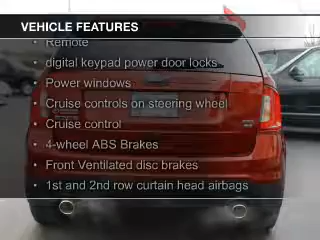 VEHICLE FEATURES
• Remote
• digital keypad power door locks
• Power windows
• Cruise controls on steering wheel
• Cruise control
• 4-wheel ABS Brakes
• Front Ventilated disc brakes
• 1st and 2nd row curtain head airbags